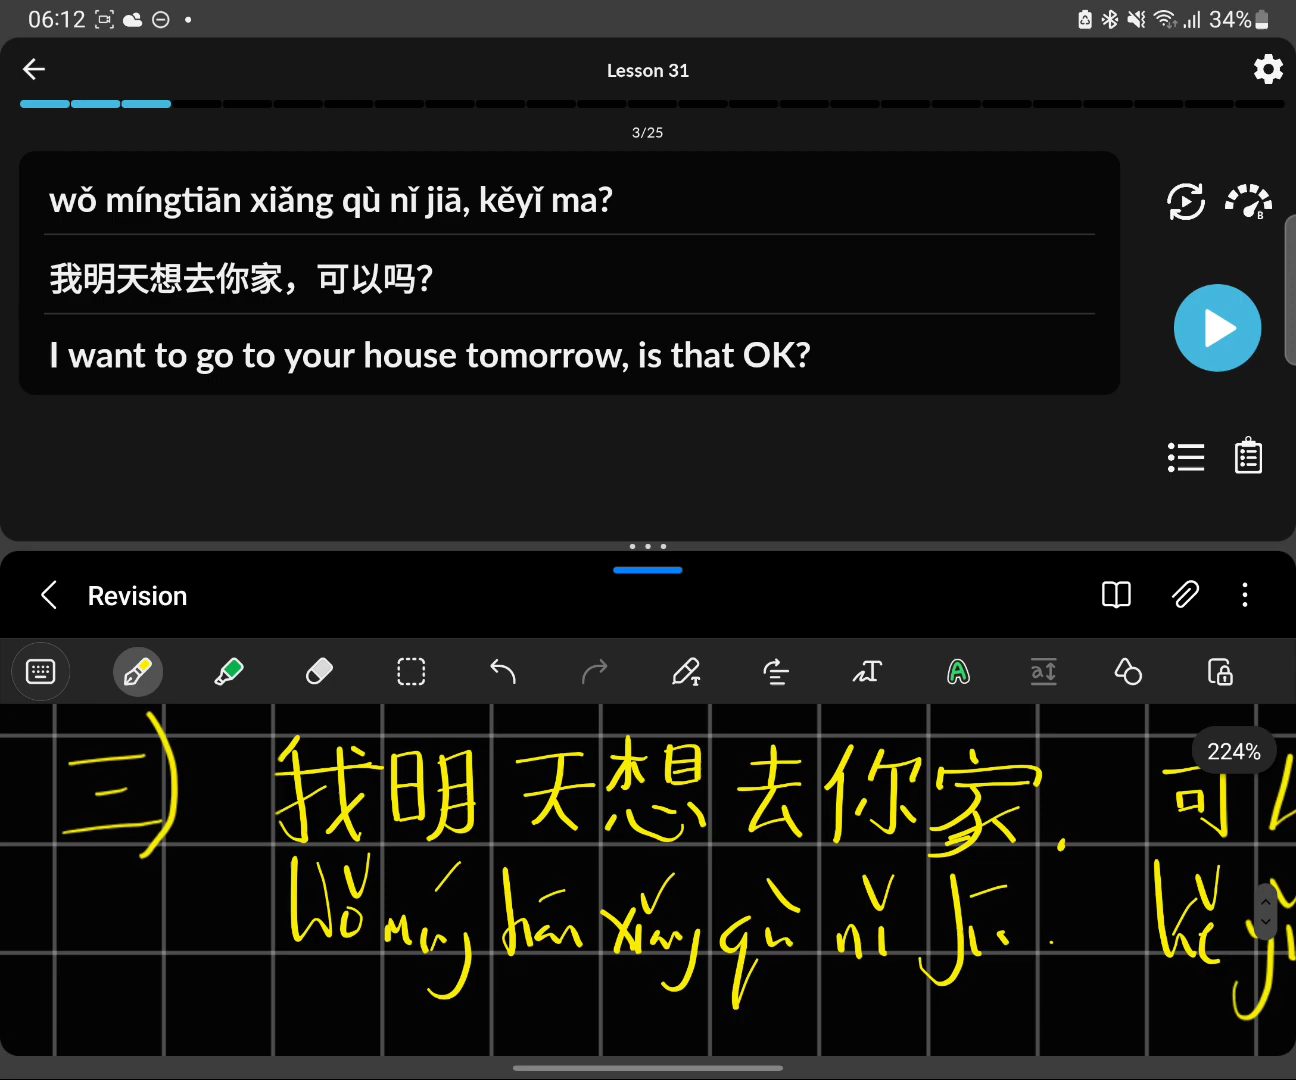 06:12
34%
Lesson 31
3/25
wǒ míngtiān xiǎng qù nǐ jiā, kěyǐ ma?
我明天想去你家，可以吗？
I want to go to your house tomorrow, is that OK?
Revision
224%
三) 我明天想去你家. 可
wǒ míng tiān xiǎng qù nǐ jiā. kě yǐ